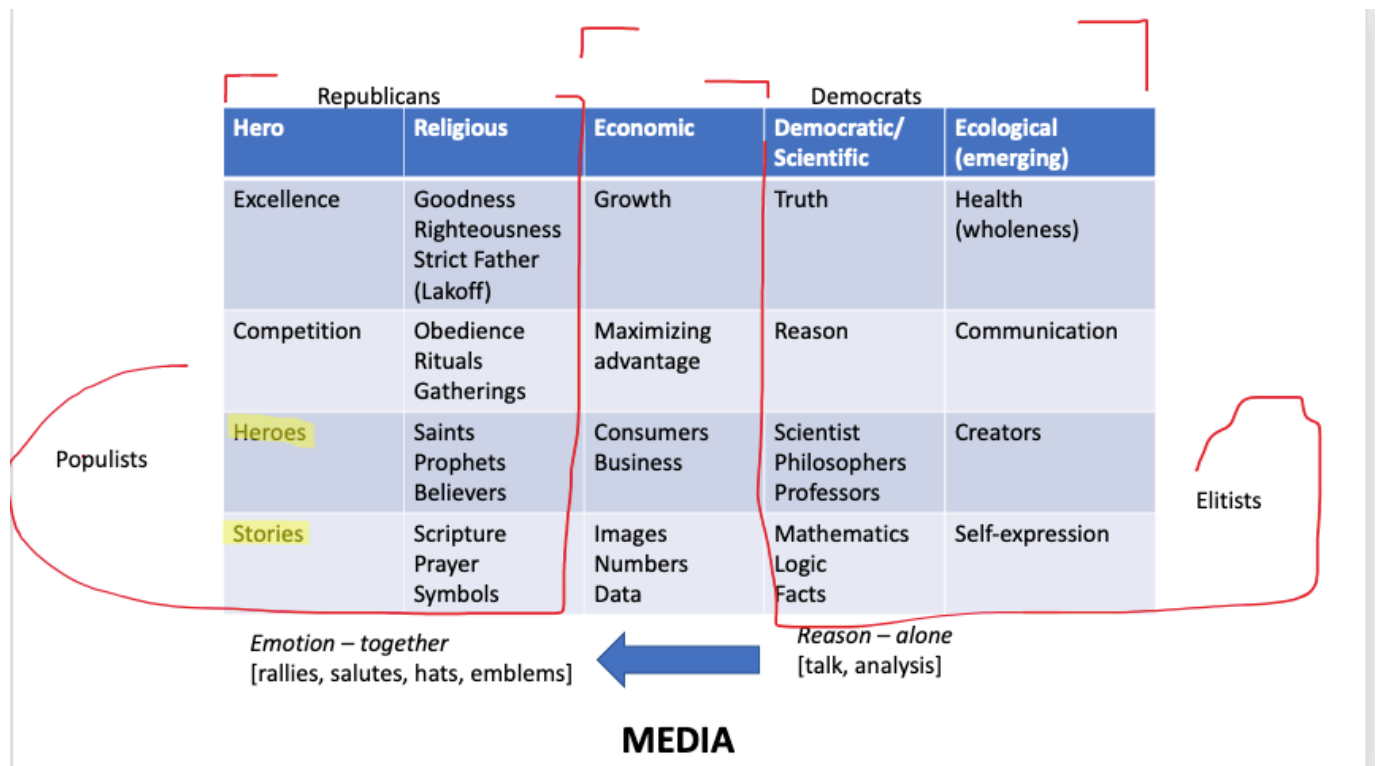 Republicans
Democrats
Hero
Religious
Economic
Democratic/
Scientific
Ecological
(emerging)
Excellence
Goodness
Righteousness
Strict Father
(Lakoff)
Growth
Truth
Health
(wholeness)
Competition
Obedience
Rituals
Gatherings
Maximizing
advantage
Reason
Communication
Populists
Heroes
Saints
Prophets
Believers
Consumers
Business
Scientist
Philosophers
Professors
Creators
Elitists
Stories
Scripture
Prayer
Symbols
Images
Numbers
Data
Mathematics
Logic
Facts
Self-expression
Emotion – together
[rallies, salutes, hats, emblems]
Reason – alone
[talk, analysis]
MEDIA